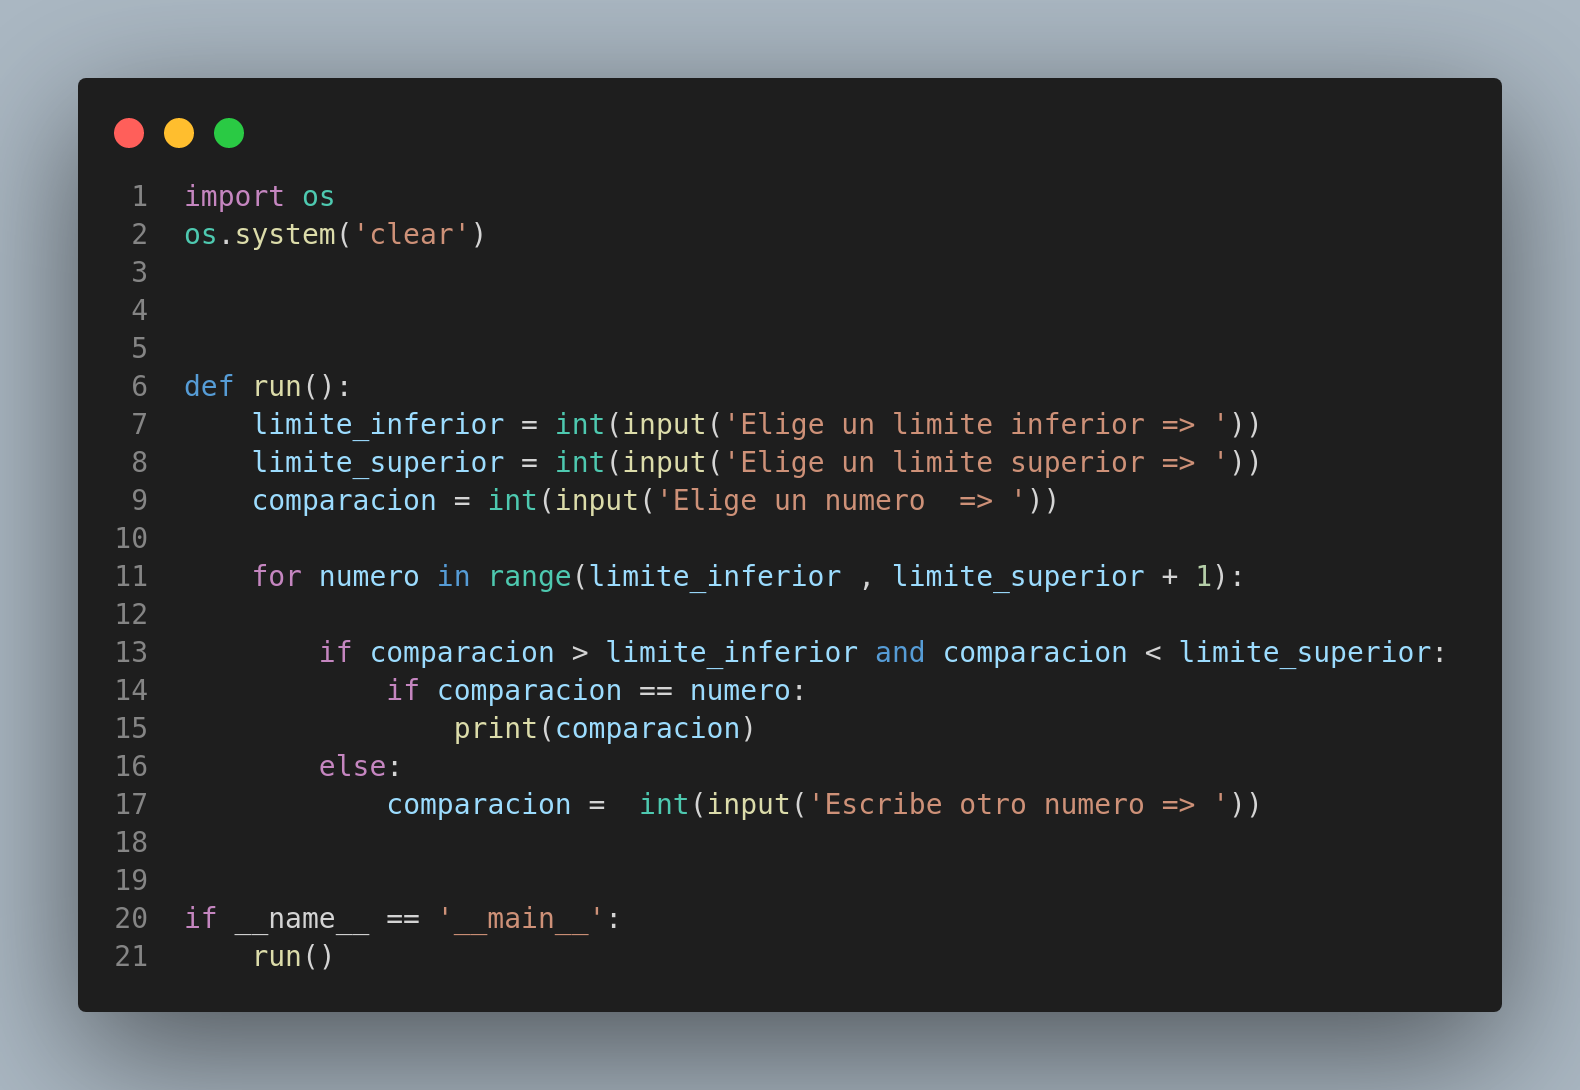 1 import os
2 os.system('clear')
3
4
5
6 def run():
7     limite_inferior = int(input('Elige un limite inferior => '))
8     limite_superior = int(input('Elige un limite superior => '))
9     comparacion = int(input('Elige un numero  => '))
10
11     for numero in range(limite_inferior , limite_superior + 1):
12
13         if comparacion > limite_inferior and comparacion < limite_superior:
14             if comparacion == numero:
15                 print(comparacion)
16         else:
17             comparacion =  int(input('Escribe otro numero => '))
18
19
20 if __name__ == '__main__':
21     run()